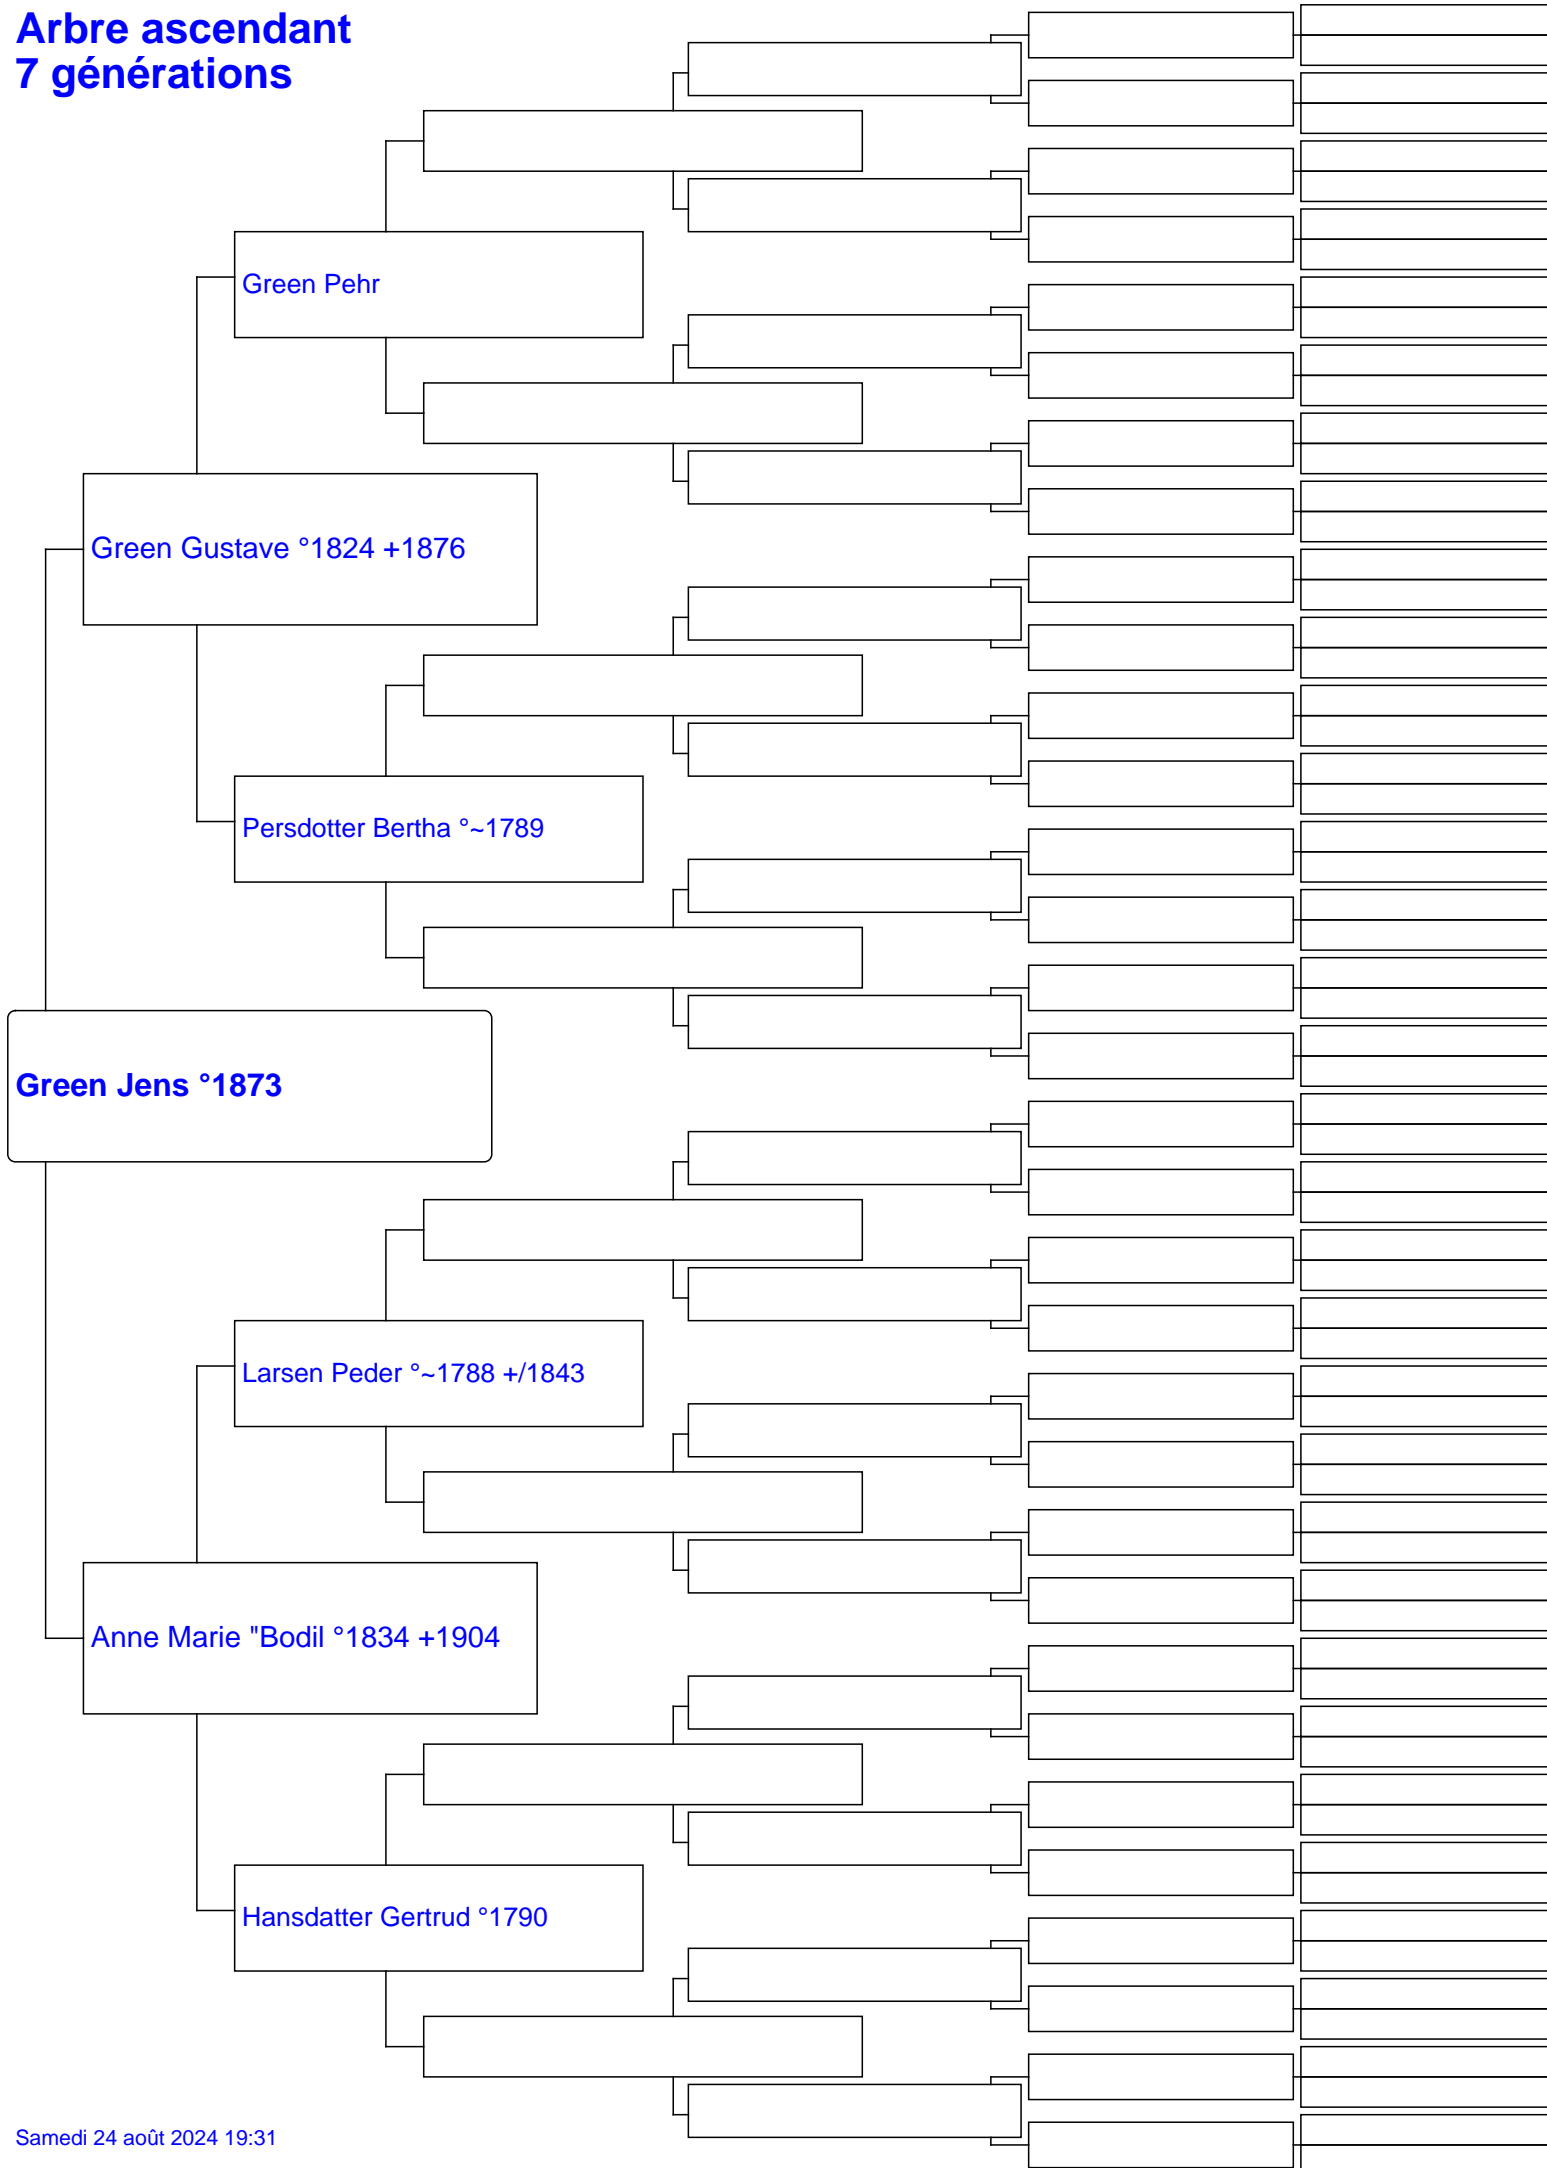 Arbre ascendant
7 générations
Green Pehr
Green Gustave °1824 +1876
Persdotter Bertha °~1789
Green Jens °1873
Larsen Peder °~1788 +/1843
Anne Marie "Bodil °1834 +1904
Hansdatter Gertrud °1790
Samedi 24 août 2024 19:31